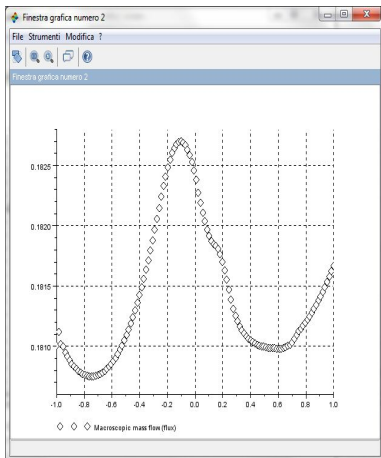 Finestra grafica numero 2
File Strumenti Modifica ?
Finestra grafica numero 2
0.1825
0.1820
0.1815
0.1810
-1.0 -0.8 -0.6 -0.4 -0.2 0.0 0.2 0.4 0.6 0.8 1.0
Macroscopic mass flow (flux)